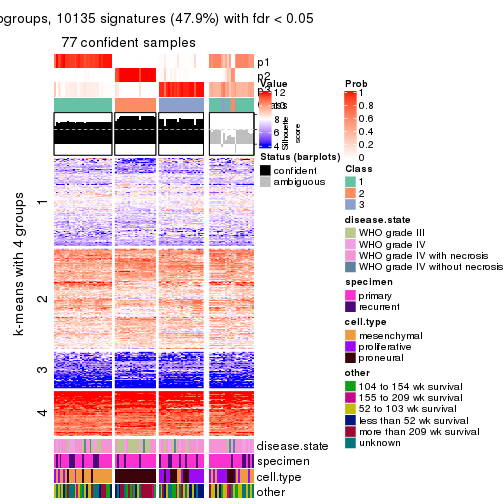 ogroups, 10135 signatures (47.9%) with fdr < 0.05
77 confident samples
p1
p2
p3
Value
12
10
8
6
4
Silhouette
score
Status (barplots)
confident
ambiguous
Prob
1
0.8
0.6
0.4
0.2
0
Class
1
2
3
disease.state
WHO grade III
WHO grade IV
WHO grade IV with necrosis
WHO grade IV without necrosis
specimen
primary
recurrent
cell.type
mesenchymal
proliferative
proneural
other
104 to 154 wk survival
155 to 209 wk survival
52 to 103 wk survival
less than 52 wk survival
more than 209 wk survival
unknown
k-means with 4 groups
1
2
3
4
disease.state
specimen
cell.type
other